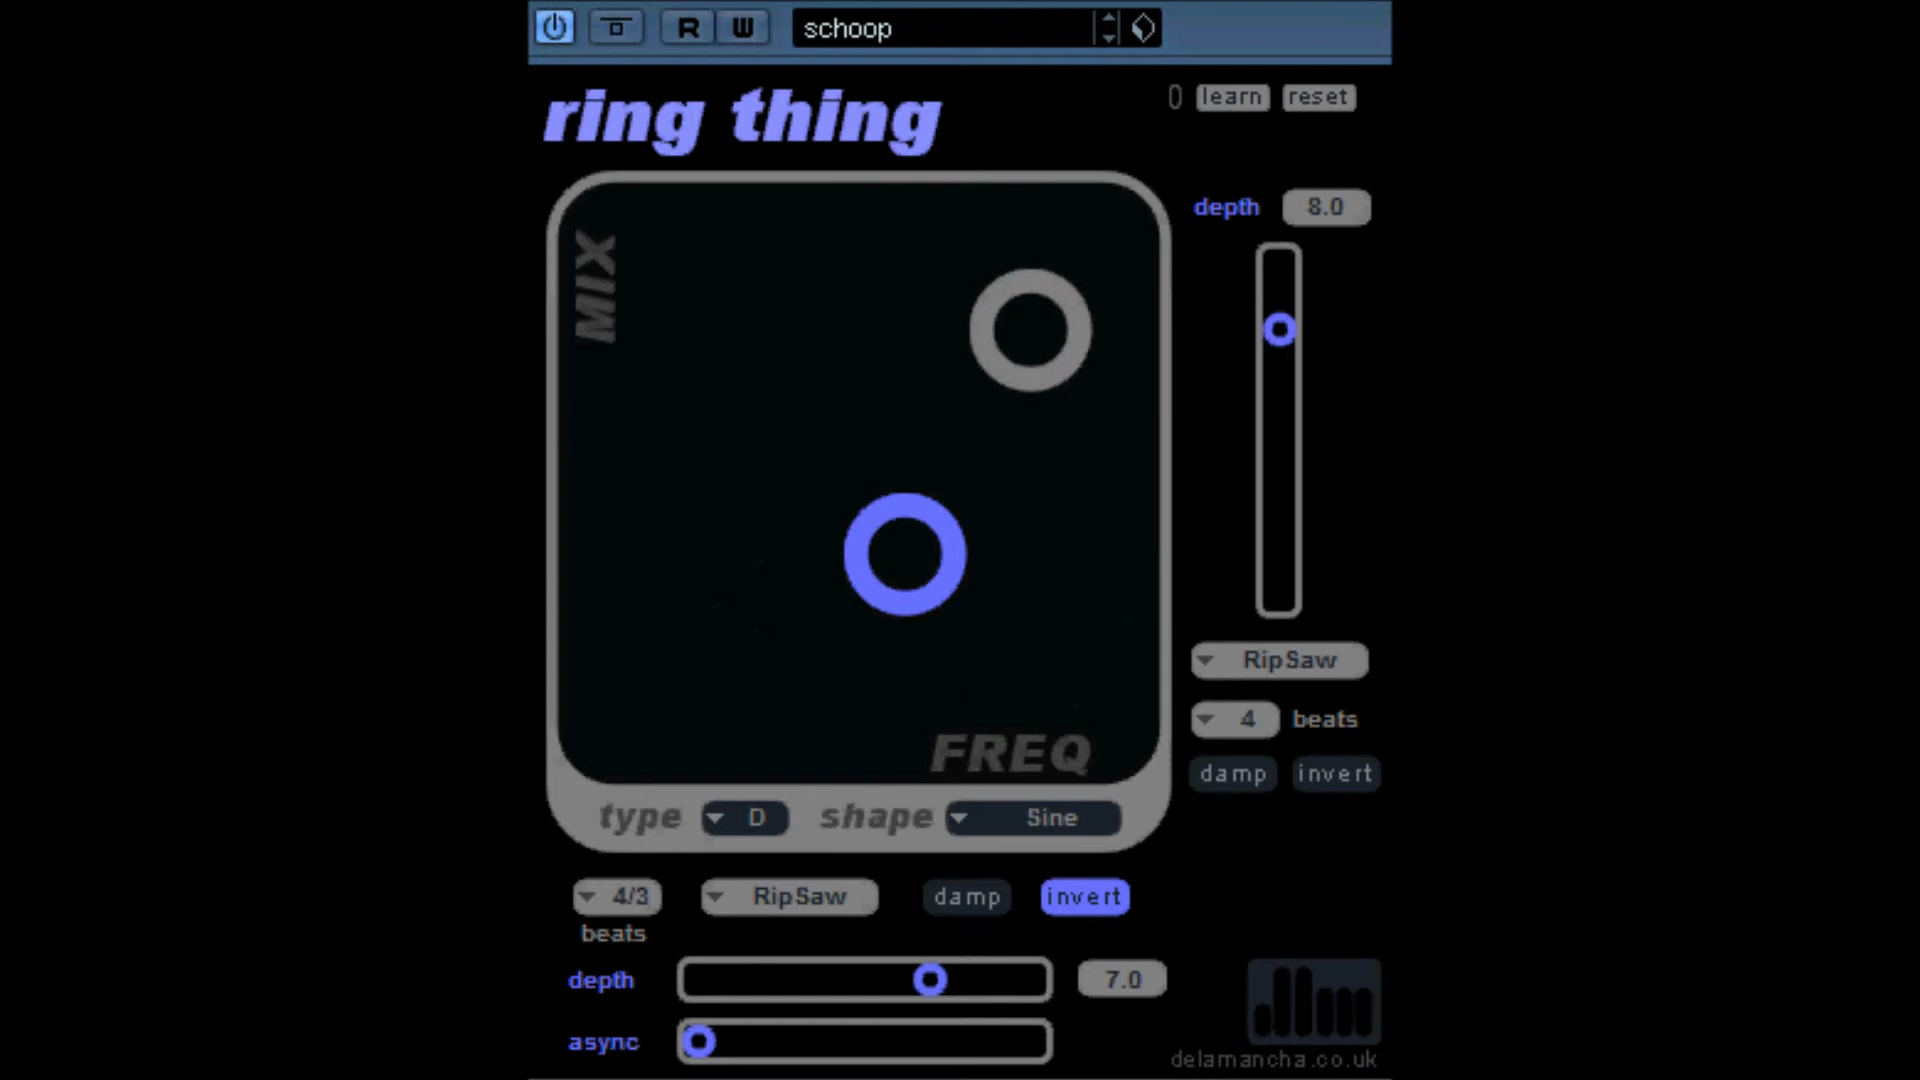 R W schoop
ring thing
0 learn reset
MIX
depth 8.0
RipSaw
4 beats
damp invert
FREQ
type D shape Sine
4/3 RipSaw damp invert
beats
depth 7.0
async
delamancha.co.uk